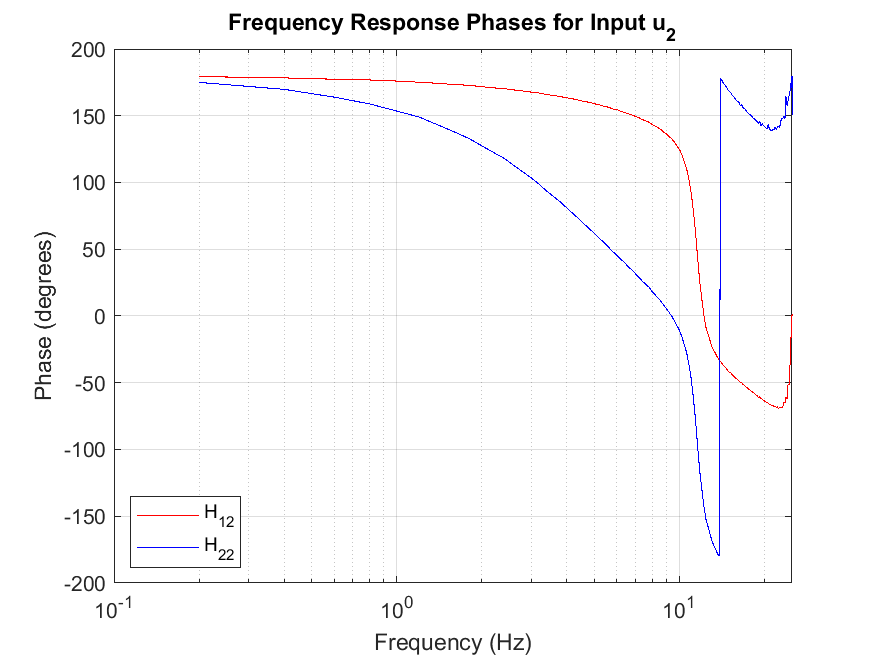 Frequency Response Phases for Input u₂
200
150
100
50
0
-50
-100
-150
-200
Phase (degrees)
H₁₂
H₂₂
10⁻¹
10⁰
10¹
Frequency (Hz)